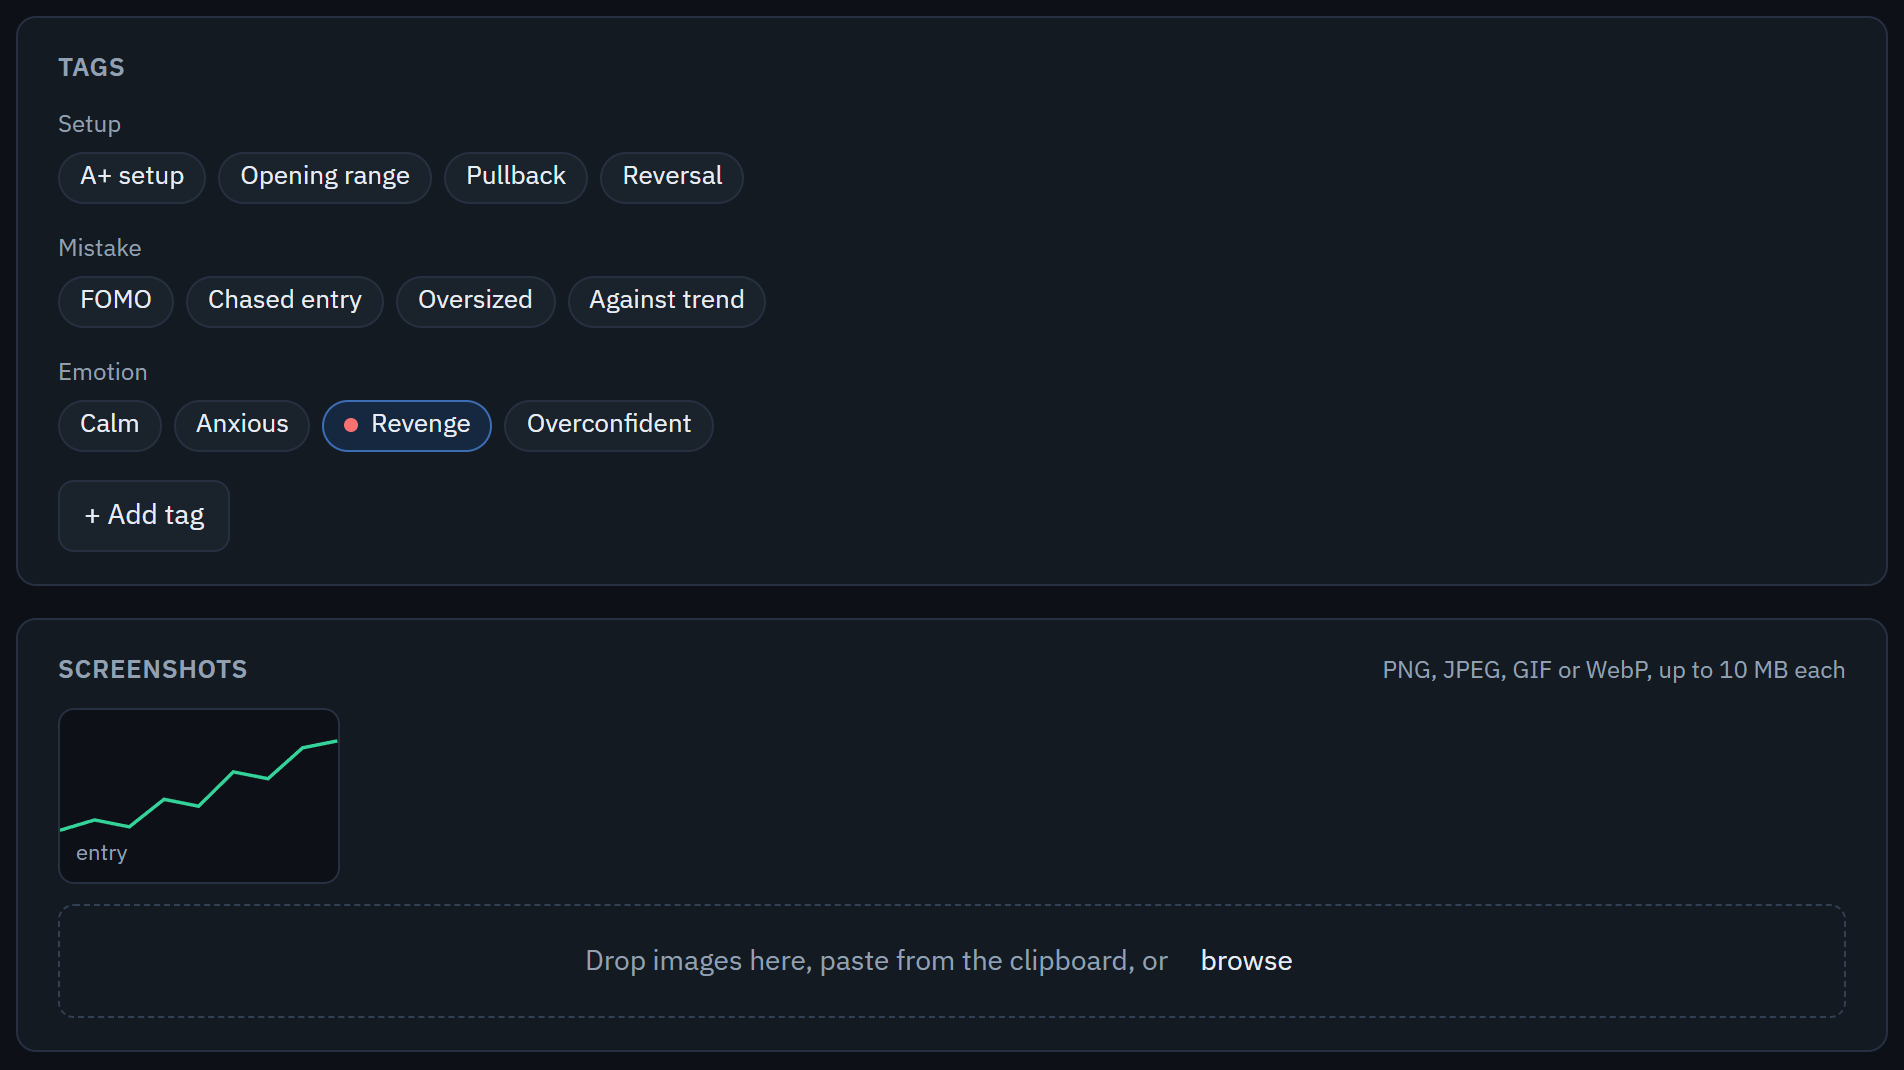 TAGS
Setup
A+ setup Opening range Pullback Reversal
Mistake
FOMO Chased entry Oversized Against trend
Emotion
Calm Anxious Revenge Overconfident
+ Add tag
SCREENSHOTS PNG, JPEG, GIF or WebP, up to 10 MB each
entry
Drop images here, paste from the clipboard, or browse